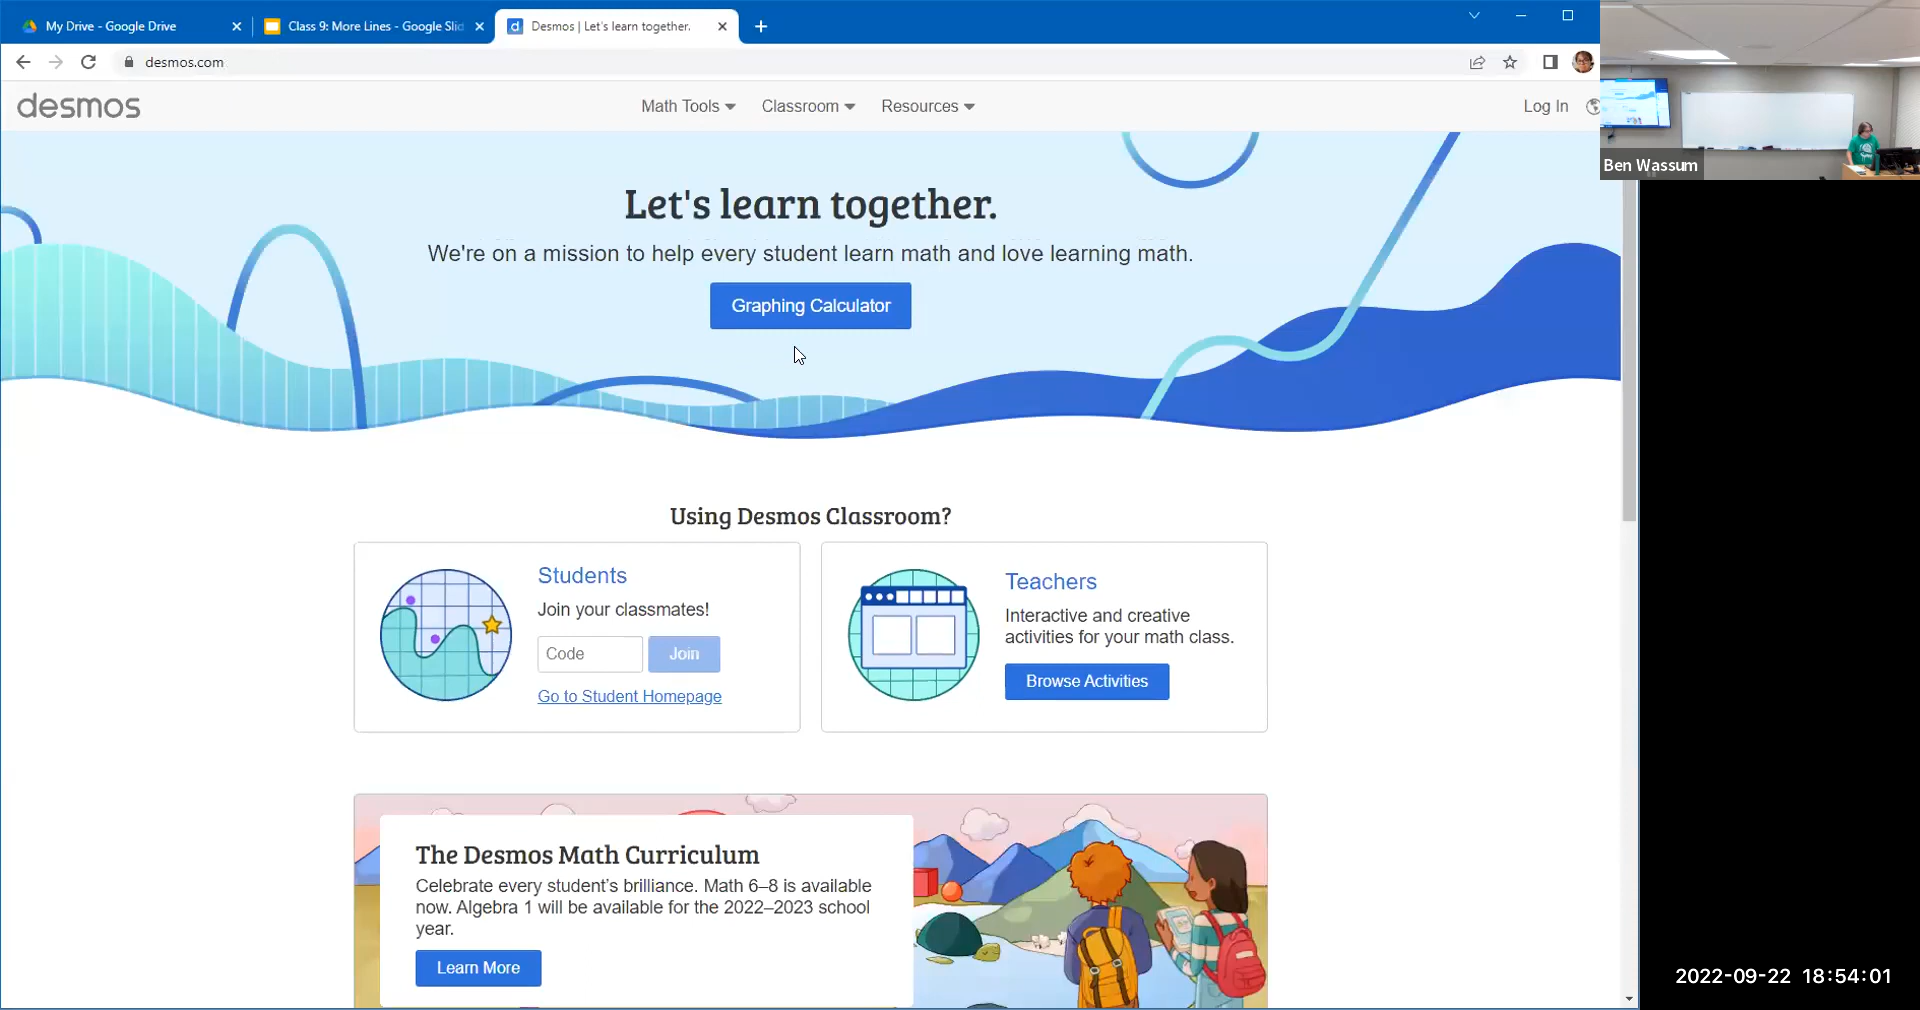 My Drive - Google Drive
Class 9: More Lines - Google Slid
Desmos | Let's learn together.
desmos.com
desmos
Math Tools
Classroom
Resources
Log In
Ben Wassum
Let's learn together.
We're on a mission to help every student learn math and love learning math.
Graphing Calculator
Using Desmos Classroom?
Students
Join your classmates!
Code
Join
Go to Student Homepage
Teachers
Interactive and creative
activities for your math class.
Browse Activities
The Desmos Math Curriculum
Celebrate every student's brilliance. Math 6–8 is available
now. Algebra 1 will be available for the 2022–2023 school
year.
Learn More
2022-09-22 18:54:01